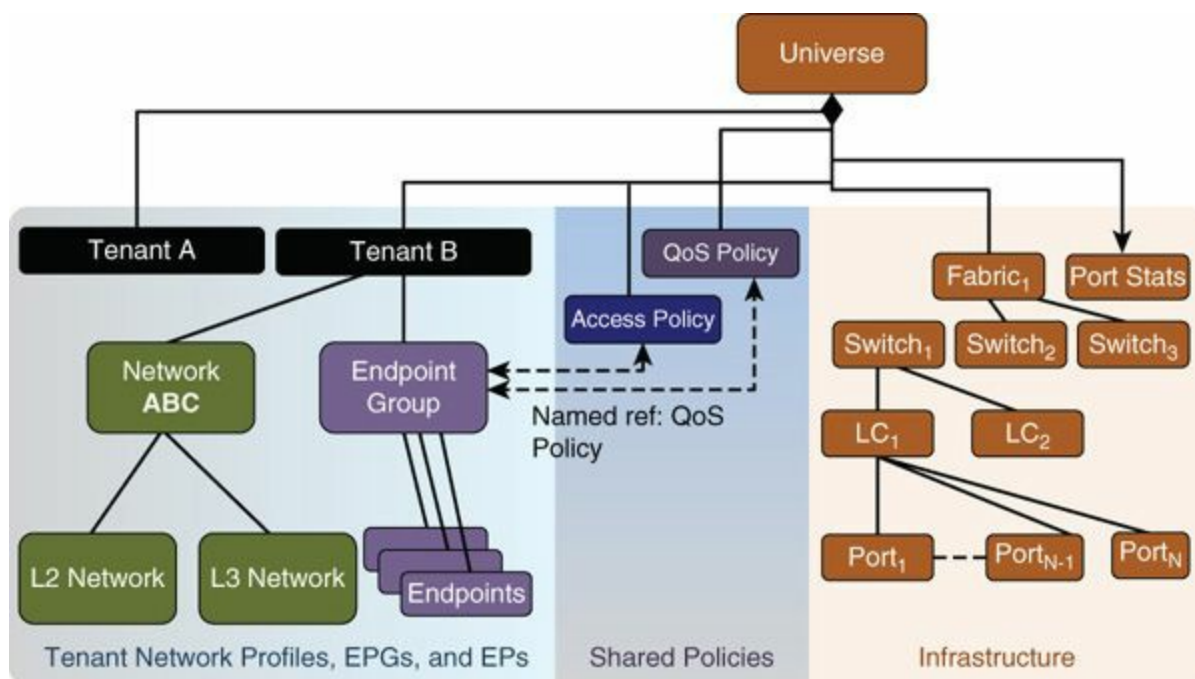 Universe
Tenant A
Tenant B
QoS Policy
Access Policy
Fabric₁
Port Stats
Switch₁
Switch₂
Switch₃
Network
ABC
Endpoint
Group
Named ref: QoS
Policy
LC₁
LC₂
L2 Network
L3 Network
Endpoints
Port₁
Port_N-1
Port_N
Tenant Network Profiles, EPGs, and EPs
Shared Policies
Infrastructure